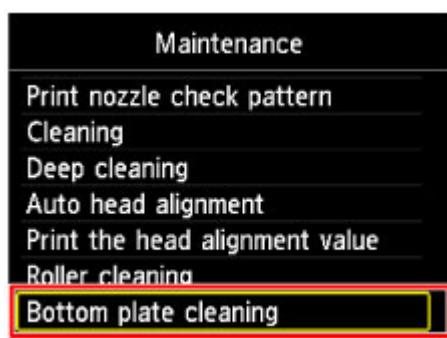 Maintenance
Print nozzle check pattern
Cleaning
Deep cleaning
Auto head alignment
Print the head alignment value
Roller cleaning
Bottom plate cleaning